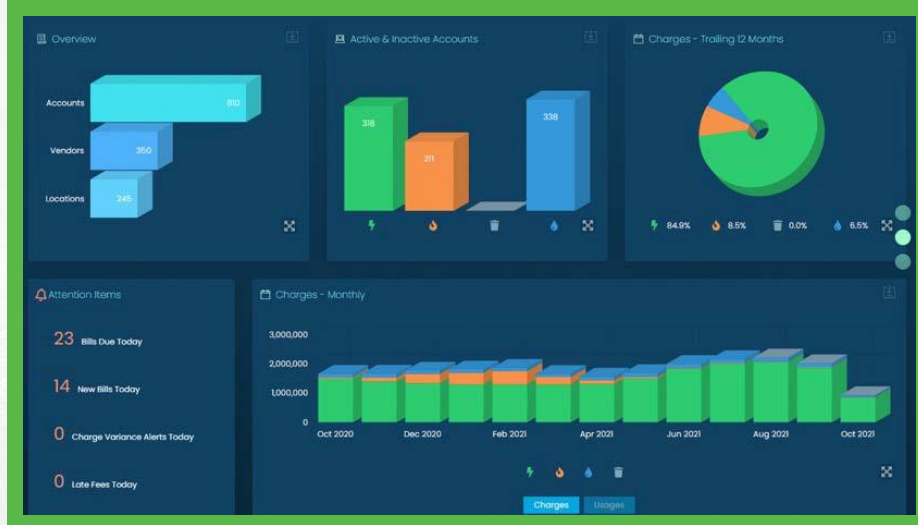 Overview
Accounts
810
Vendors
350
Locations
245
Active & Inactive Accounts
318
211
338
Charges - Trailing 12 Months
84.9%
8.5%
0.0%
6.5%
Attention Items
23 Bills Due Today
14 New Bills Today
0 Charge Variance Alerts Today
0 Late Fees Today
Charges - Monthly
3,000,000
2,000,000
1,000,000
0
Oct 2020 Dec 2020 Feb 2021 Apr 2021 Jun 2021 Aug 2021 Oct 2021
Charges Usages